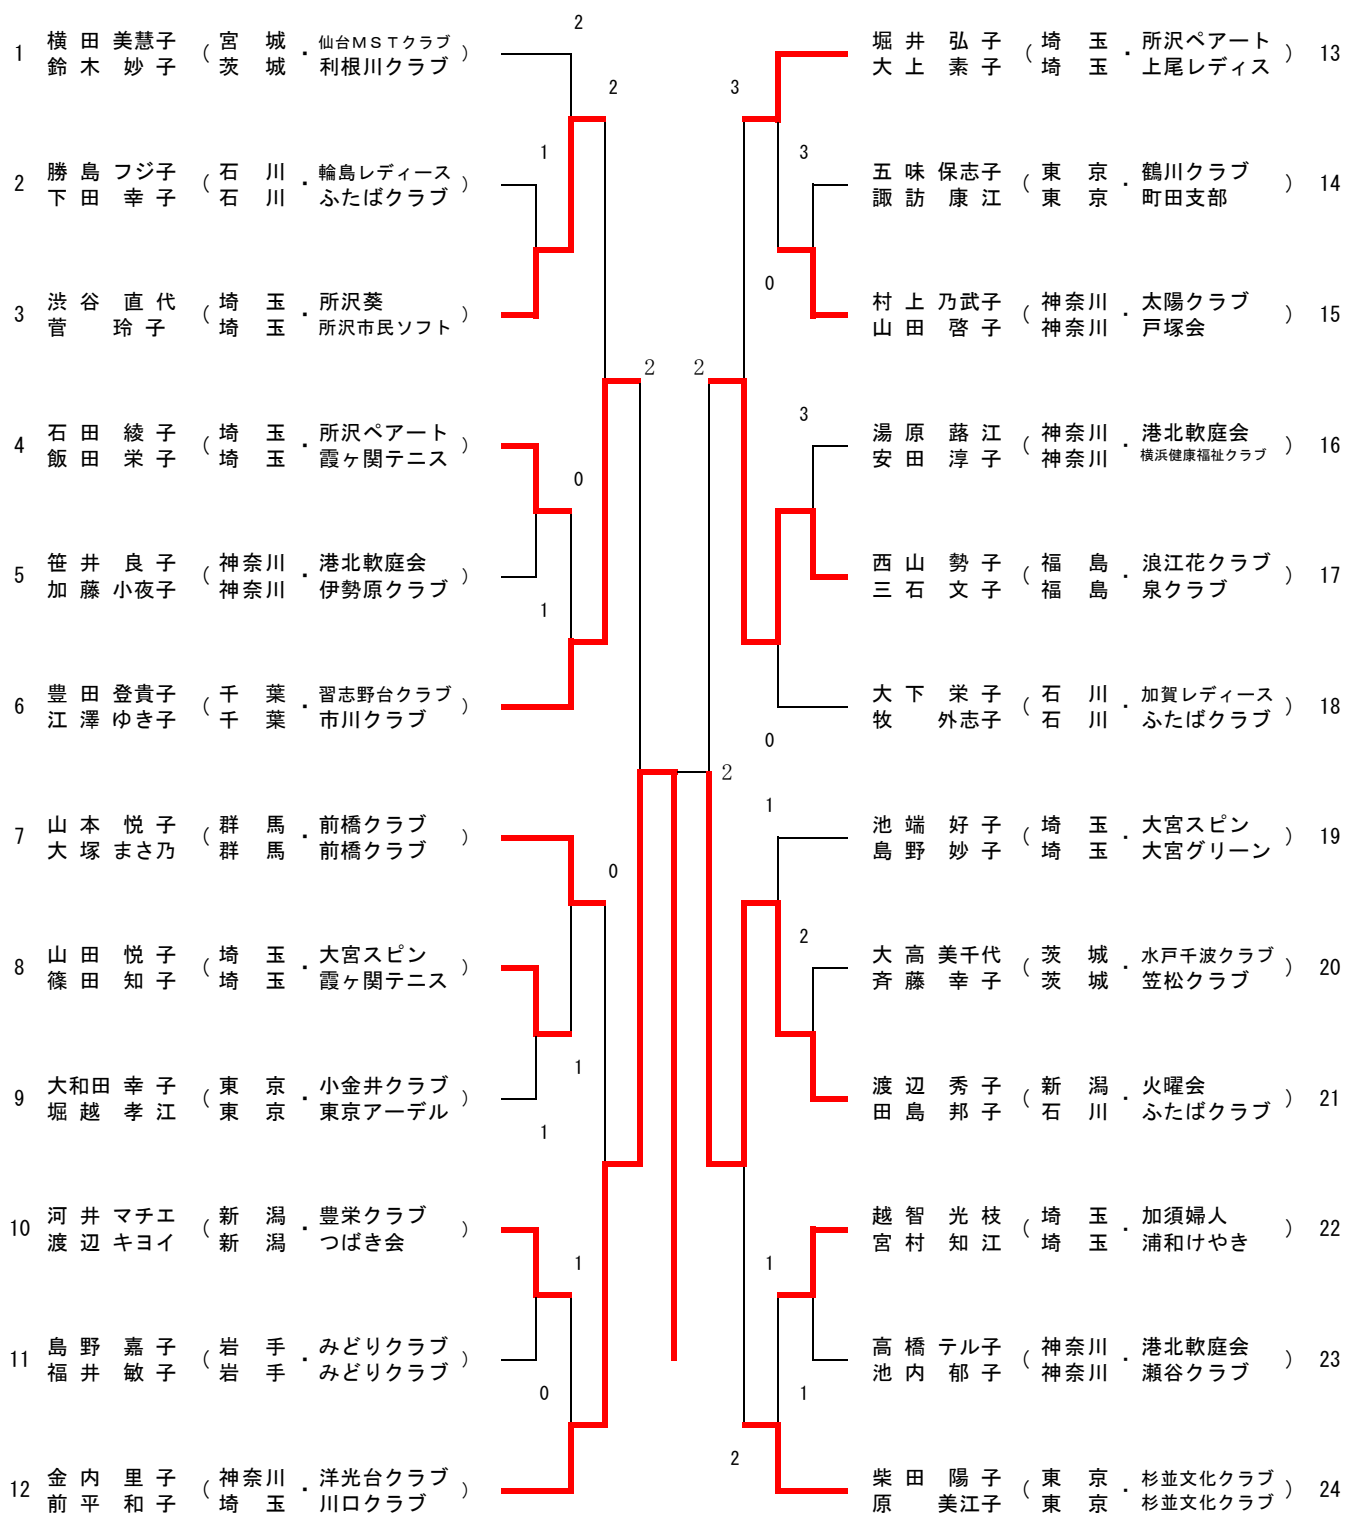 2
1 横田 美慧子 (宮城・仙台MSTクラブ)
鈴木 妙子 茨城 利根川クラブ
2
1
2 勝島 フジ子 (石川・輪島レディース)
下田 幸子 石川 ふたばクラブ
3 渋谷 直代 (埼玉・所沢葵)
菅 玲子 埼玉 所沢市民ソフト
2
4 石田 綾子 (埼玉・所沢ペアート)
飯田 栄子 埼玉 霞ヶ関テニス
0
5 笹井 良子 (神奈川・港北軟庭会)
加藤 小夜子 神奈川 伊勢原クラブ
1
6 豊田 登貴子 (千葉・習志野台クラブ)
江澤 ゆき子 千葉 市川クラブ
7 山本 悦子 (群馬・前橋クラブ)
大塚 まさ乃 群馬 前橋クラブ
0
8 山田 悦子 (埼玉・大宮スピン)
篠田 知子 埼玉 霞ヶ関テニス
1
9 大和田 幸子 (東京・小金井クラブ)
堀越 孝江 東京 東京アーデル
1
10 河井 マチエ (新潟・豊栄クラブ)
渡辺 キヨイ 新潟 つばき会
1
11 島野 嘉子 (岩手・みどりクラブ)
福井 敏子 岩手 みどりクラブ
0
12 金内 里子 (神奈川・洋光台クラブ)
前平 和子 埼玉 川口クラブ
堀井 弘子 (埼玉・所沢ペアート) 13
大上 素子 埼玉 上尾レディス
3
3
五味 保志子 (東京・鶴川クラブ) 14
諏訪 康江 東京 町田支部
0
村上 乃武子 (神奈川・太陽クラブ) 15
山田 啓子 神奈川 戸塚会
2
3
湯原 蕗江 (神奈川・港北軟庭会) 16
安田 淳子 神奈川 横浜健康福祉クラブ
西山 勢子 (福島・浪江花クラブ) 17
三石 文子 福島 泉クラブ
大下 栄子 (石川・加賀レディース) 18
牧 外志子 石川 ふたばクラブ
0
2
1
池端 好子 (埼玉・大宮スピン) 19
島野 妙子 埼玉 大宮グリーン
2
大高 美千代 (茨城・水戸千波クラブ) 20
斉藤 幸子 茨城 笠松クラブ
渡辺 秀子 (新潟・火曜会) 21
田島 邦子 石川 ふたばクラブ
越智 光枝 (埼玉・加須婦人) 22
宮村 知江 埼玉 浦和けやき
1
高橋 テル子 (神奈川・港北軟庭会) 23
池内 郁子 神奈川 瀬谷クラブ
1
2
柴田 陽子 (東京・杉並文化クラブ) 24
原 美江子 東京 杉並文化クラブ